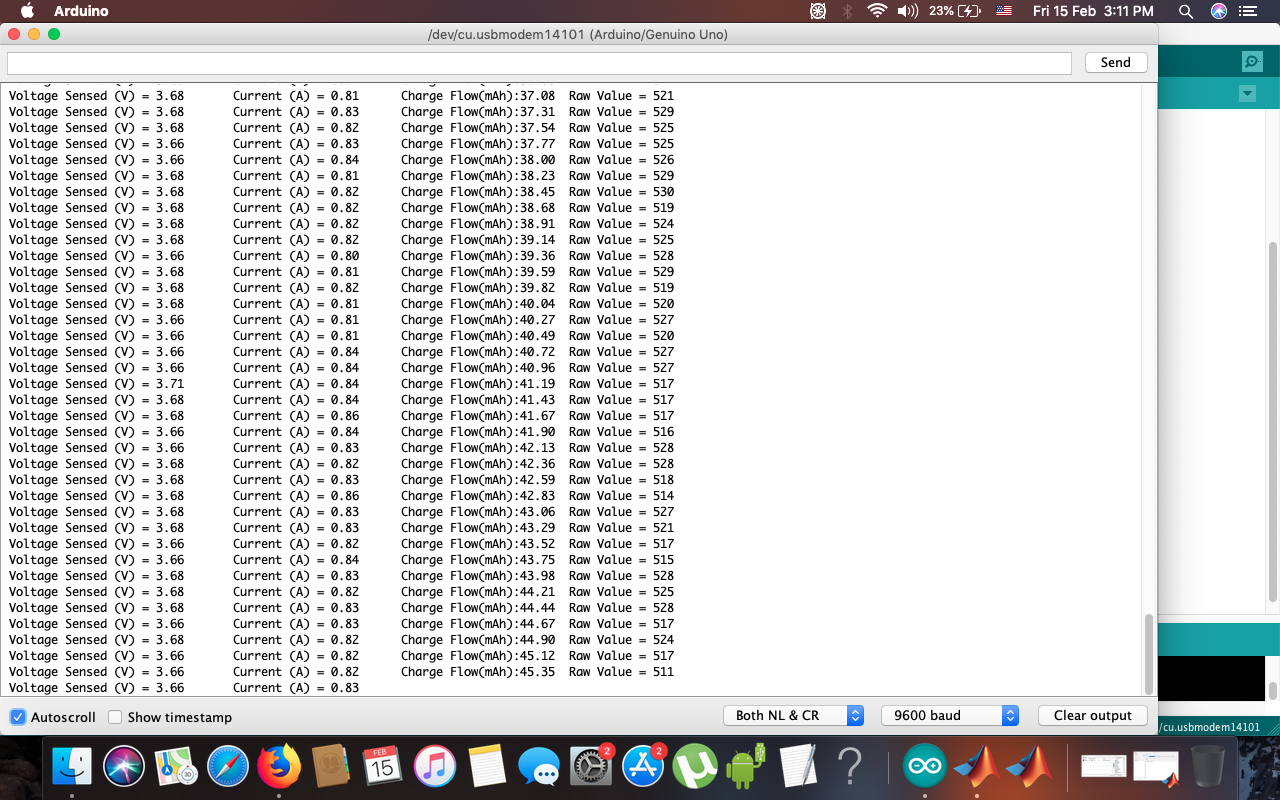 Arduino
23%
Fri 15 Feb 3:11 PM
/dev/cu.usbmodem14101 (Arduino/Genuino Uno)
Send
Voltage Sensed (V) = 3.68 Current (A) = 0.81 Charge Flow(mAh):37.08 Raw Value = 521
Voltage Sensed (V) = 3.68 Current (A) = 0.83 Charge Flow(mAh):37.31 Raw Value = 529
Voltage Sensed (V) = 3.68 Current (A) = 0.82 Charge Flow(mAh):37.54 Raw Value = 525
Voltage Sensed (V) = 3.66 Current (A) = 0.83 Charge Flow(mAh):37.77 Raw Value = 525
Voltage Sensed (V) = 3.66 Current (A) = 0.84 Charge Flow(mAh):38.00 Raw Value = 526
Voltage Sensed (V) = 3.68 Current (A) = 0.81 Charge Flow(mAh):38.23 Raw Value = 529
Voltage Sensed (V) = 3.68 Current (A) = 0.82 Charge Flow(mAh):38.45 Raw Value = 530
Voltage Sensed (V) = 3.68 Current (A) = 0.82 Charge Flow(mAh):38.68 Raw Value = 519
Voltage Sensed (V) = 3.68 Current (A) = 0.82 Charge Flow(mAh):38.91 Raw Value = 524
Voltage Sensed (V) = 3.68 Current (A) = 0.82 Charge Flow(mAh):39.14 Raw Value = 525
Voltage Sensed (V) = 3.66 Current (A) = 0.80 Charge Flow(mAh):39.36 Raw Value = 528
Voltage Sensed (V) = 3.68 Current (A) = 0.81 Charge Flow(mAh):39.59 Raw Value = 529
Voltage Sensed (V) = 3.68 Current (A) = 0.82 Charge Flow(mAh):39.82 Raw Value = 519
Voltage Sensed (V) = 3.68 Current (A) = 0.81 Charge Flow(mAh):40.04 Raw Value = 520
Voltage Sensed (V) = 3.66 Current (A) = 0.81 Charge Flow(mAh):40.27 Raw Value = 527
Voltage Sensed (V) = 3.66 Current (A) = 0.81 Charge Flow(mAh):40.49 Raw Value = 520
Voltage Sensed (V) = 3.66 Current (A) = 0.84 Charge Flow(mAh):40.72 Raw Value = 527
Voltage Sensed (V) = 3.66 Current (A) = 0.84 Charge Flow(mAh):40.96 Raw Value = 527
Voltage Sensed (V) = 3.71 Current (A) = 0.84 Charge Flow(mAh):41.19 Raw Value = 517
Voltage Sensed (V) = 3.68 Current (A) = 0.84 Charge Flow(mAh):41.43 Raw Value = 517
Voltage Sensed (V) = 3.68 Current (A) = 0.86 Charge Flow(mAh):41.67 Raw Value = 517
Voltage Sensed (V) = 3.66 Current (A) = 0.84 Charge Flow(mAh):41.90 Raw Value = 516
Voltage Sensed (V) = 3.66 Current (A) = 0.83 Charge Flow(mAh):42.13 Raw Value = 528
Voltage Sensed (V) = 3.68 Current (A) = 0.82 Charge Flow(mAh):42.36 Raw Value = 528
Voltage Sensed (V) = 3.68 Current (A) = 0.83 Charge Flow(mAh):42.59 Raw Value = 518
Voltage Sensed (V) = 3.68 Current (A) = 0.86 Charge Flow(mAh):42.83 Raw Value = 514
Voltage Sensed (V) = 3.68 Current (A) = 0.83 Charge Flow(mAh):43.06 Raw Value = 527
Voltage Sensed (V) = 3.68 Current (A) = 0.83 Charge Flow(mAh):43.29 Raw Value = 521
Voltage Sensed (V) = 3.66 Current (A) = 0.82 Charge Flow(mAh):43.52 Raw Value = 517
Voltage Sensed (V) = 3.66 Current (A) = 0.84 Charge Flow(mAh):43.75 Raw Value = 515
Voltage Sensed (V) = 3.68 Current (A) = 0.83 Charge Flow(mAh):43.98 Raw Value = 528
Voltage Sensed (V) = 3.68 Current (A) = 0.82 Charge Flow(mAh):44.21 Raw Value = 525
Voltage Sensed (V) = 3.68 Current (A) = 0.83 Charge Flow(mAh):44.44 Raw Value = 528
Voltage Sensed (V) = 3.66 Current (A) = 0.83 Charge Flow(mAh):44.67 Raw Value = 517
Voltage Sensed (V) = 3.68 Current (A) = 0.82 Charge Flow(mAh):44.90 Raw Value = 524
Voltage Sensed (V) = 3.66 Current (A) = 0.82 Charge Flow(mAh):45.12 Raw Value = 517
Voltage Sensed (V) = 3.66 Current (A) = 0.82 Charge Flow(mAh):45.35 Raw Value = 511
Voltage Sensed (V) = 3.66 Current (A) = 0.83
Autoscroll
Show timestamp
Both NL & CR
9600 baud
Clear output
/cu.usbmodem14101
FEB
15
2
2